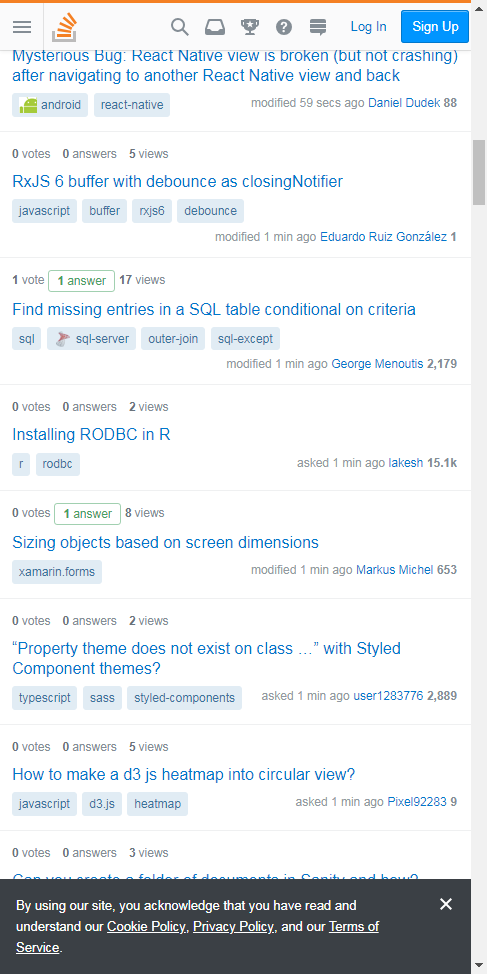 Log In
Sign Up
Mysterious Bug: React Native view is broken (but not crashing)
after navigating to another React Native view and back
android react-native
modified 59 secs ago Daniel Dudek 88
0 votes 0 answers 5 views
RxJS 6 buffer with debounce as closingNotifier
javascript buffer rxjs6 debounce
modified 1 min ago Eduardo Ruiz González 1
1 vote 1 answer 17 views
Find missing entries in a SQL table conditional on criteria
sql sql-server outer-join sql-except
modified 1 min ago George Menoutis 2,179
0 votes 0 answers 2 views
Installing RODBC in R
r rodbc
asked 1 min ago lakesh 15.1k
0 votes 1 answer 8 views
Sizing objects based on screen dimensions
xamarin.forms
modified 1 min ago Markus Michel 653
0 votes 0 answers 2 views
“Property theme does not exist on class …” with Styled
Component themes?
typescript sass styled-components
asked 1 min ago user1283776 2,889
0 votes 0 answers 5 views
How to make a d3 js heatmap into circular view?
javascript d3.js heatmap
asked 1 min ago Pixel92283 9
0 votes 0 answers 3 views
Can you create a folder of documents in Sanity and how?
By using our site, you acknowledge that you have read and
understand our Cookie Policy, Privacy Policy, and our Terms of
Service.